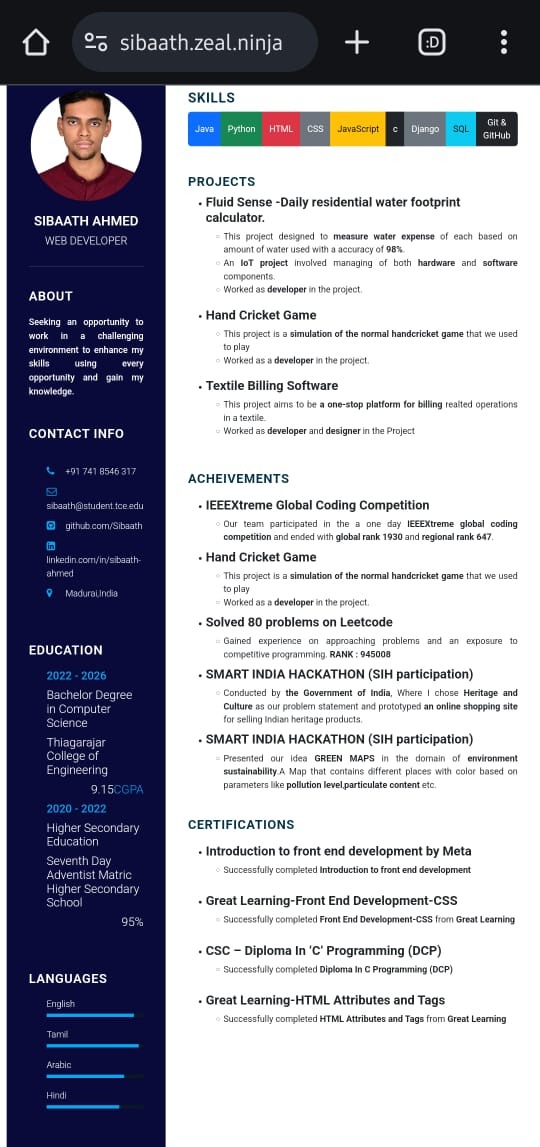 sibaath.zeal.ninja
:D
SIBAATH AHMED
WEB DEVELOPER
ABOUT
Seeking an opportunity to
work in a challenging
environment to enhance my
skills using every
opportunity and gain my
knowledge.
CONTACT INFO
+91 741 8546 317
sibaath@student.tce.edu
github.com/Sibaath
linkedin.com/in/sibaath-
ahmed
Madurai,India
EDUCATION
2022 - 2026
Bachelor Degree
in Computer
Science
Thiagarajar
College of
Engineering
9.15CGPA
2020 - 2022
Higher Secondary
Education
Seventh Day
Adventist Matric
Higher Secondary
School
95%
LANGUAGES
English
Tamil
Arabic
Hindi
SKILLS
Java Python HTML CSS JavaScript c Django SQL Git &
GitHub
PROJECTS
• Fluid Sense -Daily residential water footprint
calculator.
○ This project designed to measure water expense of each based on
amount of water used with a accuracy of 98%.
○ An IoT project involved managing of both hardware and software
components.
○ Worked as developer in the project.
• Hand Cricket Game
○ This project is a simulation of the normal handcricket game that we used
to play
○ Worked as a developer in the project.
• Textile Billing Software
○ This project aims to be a one-stop platform for billing realted operations
in a textile.
○ Worked as developer and designer in the Project
ACHEIVEMENTS
• IEEEXtreme Global Coding Competition
○ Our team participated in the a one day IEEEXtreme global coding
competition and ended with global rank 1930 and regional rank 647.
• Hand Cricket Game
○ This project is a simulation of the normal handcricket game that we used
to play
○ Worked as a developer in the project.
• Solved 80 problems on Leetcode
○ Gained experience on approaching problems and an exposure to
competitive programming. RANK : 945008
• SMART INDIA HACKATHON (SIH participation)
○ Conducted by the Government of India, Where I chose Heritage and
Culture as our problem statement and prototyped an online shopping site
for selling Indian heritage products.
• SMART INDIA HACKATHON (SIH participation)
○ Presented our idea GREEN MAPS in the domain of environment
sustainability.A Map that contains different places with color based on
parameters like pollution level,particulate content etc.
CERTIFICATIONS
• Introduction to front end development by Meta
○ Successfully completed Introduction to front end development
• Great Learning-Front End Development-CSS
○ Successfully completed Front End Development-CSS from Great Learning
• CSC – Diploma In ‘C’ Programming (DCP)
○ Successfully completed Diploma In C Programming (DCP)
• Great Learning-HTML Attributes and Tags
○ Successfully completed HTML Attributes and Tags from Great Learning